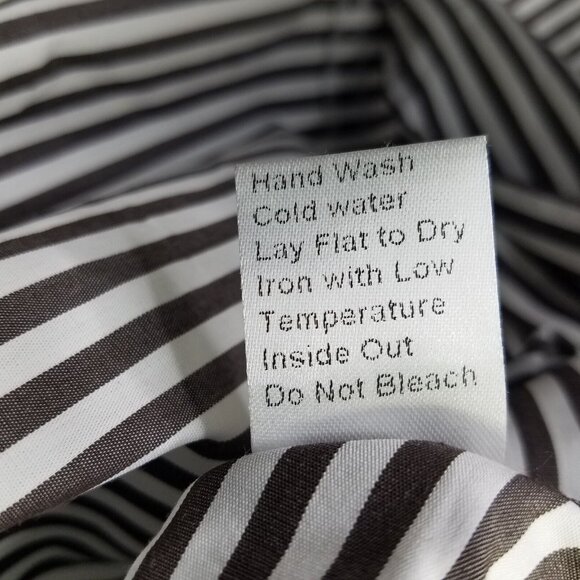 Hand Wash
Cold water
Lay Flat to Dry
Iron with Low
Temperature
Inside Out
Do Not Bleach